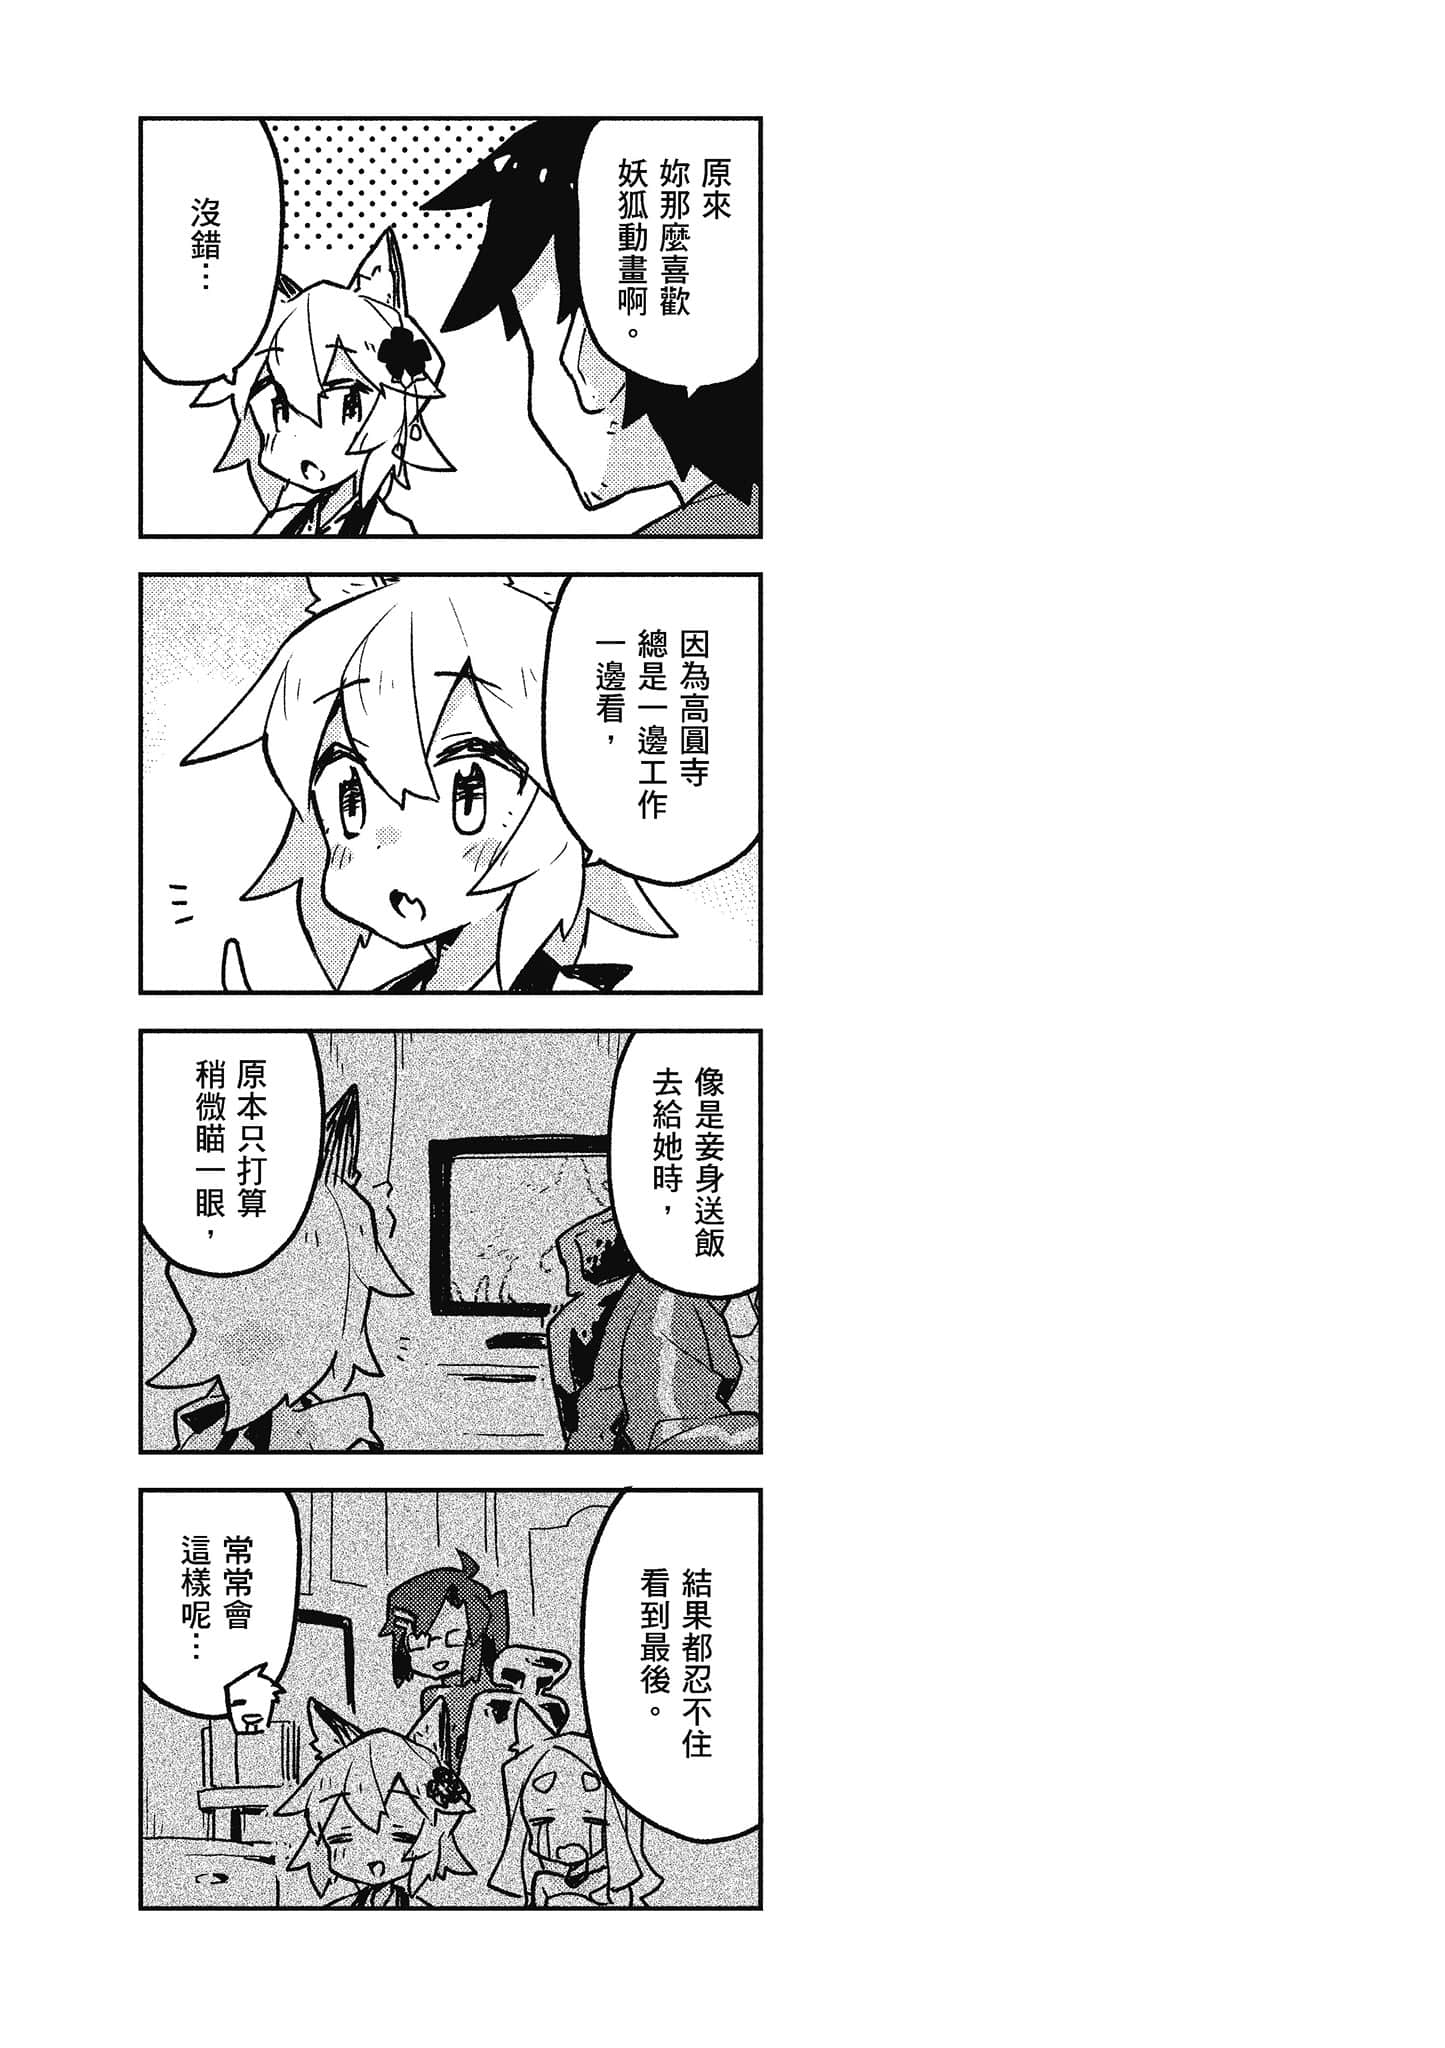 原來
妳那麼喜歡
妖狐動畫啊。
沒錯…
因為高圓寺
總是一邊工作
一邊看，
像是妾身送飯
去給她時，
原本只打算
稍微瞄一眼，
結果都忍不住
看到最後。
常常會
這樣呢…